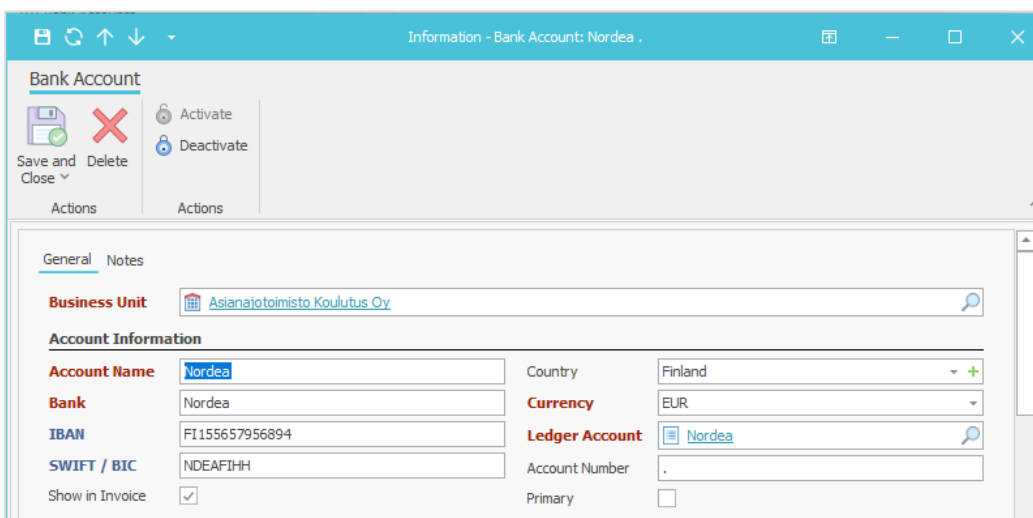 Information - Bank Account: Nordea .
Bank Account
Activate
Deactivate
Save and Close
Delete
Actions
Actions
General Notes
Business Unit Asianajotoimisto Koulutus Oy
Account Information
Account Name Nordea Country Finland
Bank Nordea Currency EUR
IBAN FI155657956894 Ledger Account Nordea
SWIFT / BIC NDEAFIHH Account Number .
Show in Invoice Primary